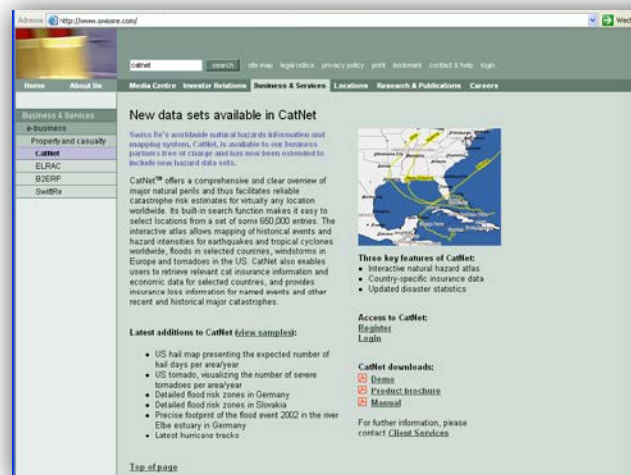 Adresse http://www.swissre.com/
catnet search site map legal notice privacy policy print bookmark contact & help login
Home About Us Media Centre Investor Relations Business & Services Locations Research & Publications Careers
Business & Services
e-business
Property and casualty
CatNet
ELRAC
B2ERP
SwiftRe
New data sets available in CatNet
Swiss Re's worldwide natural hazards information and
mapping system, CatNet, is available to our business
partners free of charge and has now been extended to
include new hazard data sets.
CatNet™ offers a comprehensive and clear overview of
major natural perils and thus facilitates reliable
catastrophe risk estimates for virtually any location
worldwide. Its built-in search function makes it easy to
select locations from a set of some 650,000 entries. The
interactive atlas allows mapping of historical events and
hazard intensities for earthquakes and tropical cyclones
worldwide, floods in selected countries, windstorms in
Europe and tornadoes in the US. CatNet also enables
users to retrieve relevant cat insurance information and
economic data for selected countries, and provides
insurance loss information for named events and other
recent and historical major catastrophes.
Latest additions to CatNet (view samples):
• US hail map presenting the expected number of
hail days per area/year
• US tornado, visualizing the number of severe
tornadoes per area/year
• Detailed flood risk zones in Germany
• Detailed flood risk zones in Slovakia
• Precise footprint of the flood event 2002 in the river
Elbe estuary in Germany
• Latest hurricane tracks
Top of page
Three key features of CatNet:
• Interactive natural hazard atlas
• Country-specific insurance data
• Updated disaster statistics
Access to CatNet:
Register
Login
CatNet downloads:
Demo
Product brochure
Manual
For further information, please
contact Client Services